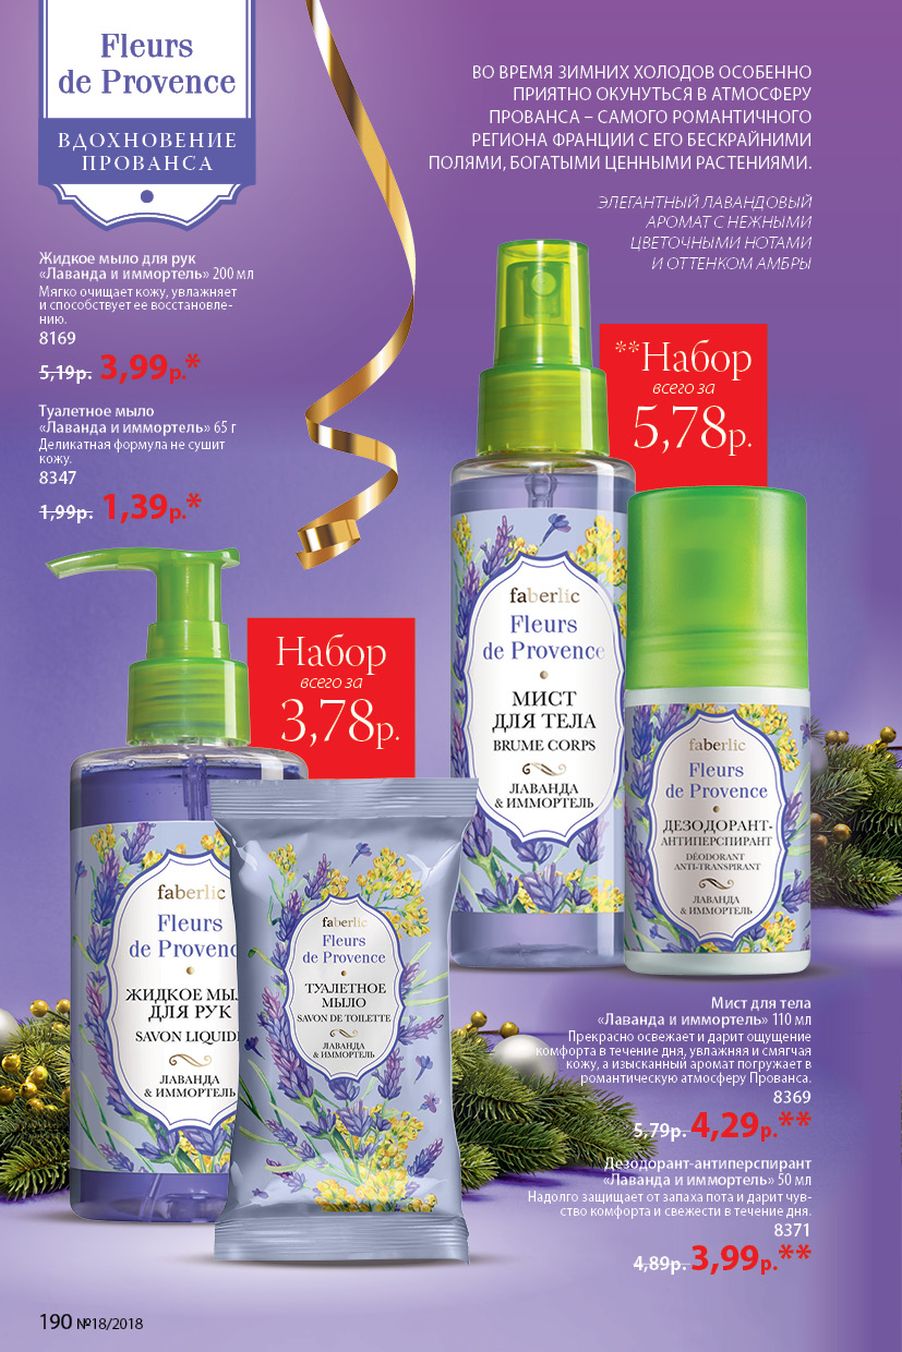 Fleurs
de Provence
ВДОХНОВЕНИЕ
ПРОВАНСА
ВО ВРЕМЯ ЗИМНИХ ХОЛОДОВ ОСОБЕННО
ПРИЯТНО ОКУНУТЬСЯ В АТМОСФЕРУ
ПРОВАНСА – САМОГО РОМАНТИЧНОГО
РЕГИОНА ФРАНЦИИ С ЕГО БЕСКРАЙНИМИ
ПОЛЯМИ, БОГАТЫМИ ЦЕННЫМИ РАСТЕНИЯМИ.
ЭЛЕГАНТНЫЙ ЛАВАНДОВЫЙ
АРОМАТ С НЕЖНЫМИ
ЦВЕТОЧНЫМИ НОТАМИ
И ОТТЕНКОМ АМБРЫ
Жидкое мыло для рук
«Лаванда и иммортель» 200 мл
Мягко очищает кожу, увлажняет
и способствует ее восстановле-
нию.
8169
5,19р. 3,99р.*
Туалетное мыло
«Лаванда и иммортель» 65 г
Деликатная формула не сушит
кожу.
8347
1,99р. 1,39р.*
**Набор
всего за
5,78р.
Набор
всего за
3,78р.
faberlic
Fleurs
de Provence
МИСТ
ДЛЯ ТЕЛА
BRUME CORPS
ЛАВАНДА
& ИММОРТЕЛЬ
faberlic
Fleurs
de Provence
ДЕЗОДОРАНТ-
АНТИПЕРСПИРАНТ
DÉODORANT
ANTI-TRANSPIRANT
ЛАВАНДА
& ИММОРТЕЛЬ
faberlic
Fleurs
de Provenc
ЖИДКОЕ МЫЛ
ДЛЯ РУК
SAVON LIQUIDE
ЛАВАНДА
& ИММОРТЕЛЬ
faberlic
Fleurs
de Provence
ТУАЛЕТНОЕ
МЫЛО
SAVON DE TOILETTE
ЛАВАНДА
& ИММОРТЕЛЬ
Мист для тела
«Лаванда и иммортель» 110 мл
Прекрасно освежает и дарит ощущение
комфорта в течение дня, увлажняя и смягчая
кожу, а изысканный аромат погружает в
романтическую атмосферу Прованса.
8369
5,79р. 4,29р.**
Дезодорант-антиперспирант
«Лаванда и иммортель» 50 мл
Надолго защищает от запаха пота и дарит чув-
ство комфорта и свежести в течение дня.
8371
4,89р. 3,99р.**
190 №18/2018